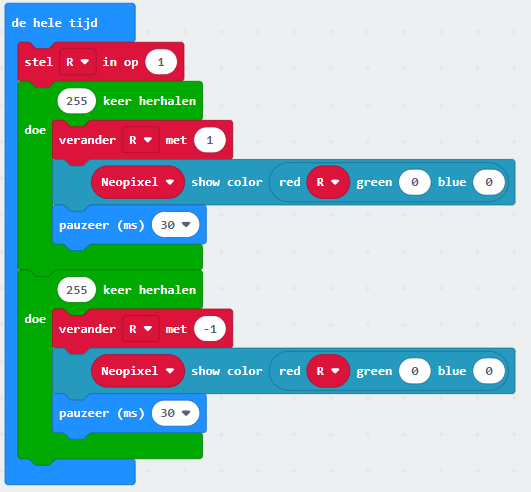 de hele tijd
stel R in op 1
255 keer herhalen
doe
verander R met 1
Neopixel show color red R green 0 blue 0
pauzeer (ms) 30
255 keer herhalen
doe
verander R met -1
Neopixel show color red R green 0 blue 0
pauzeer (ms) 30